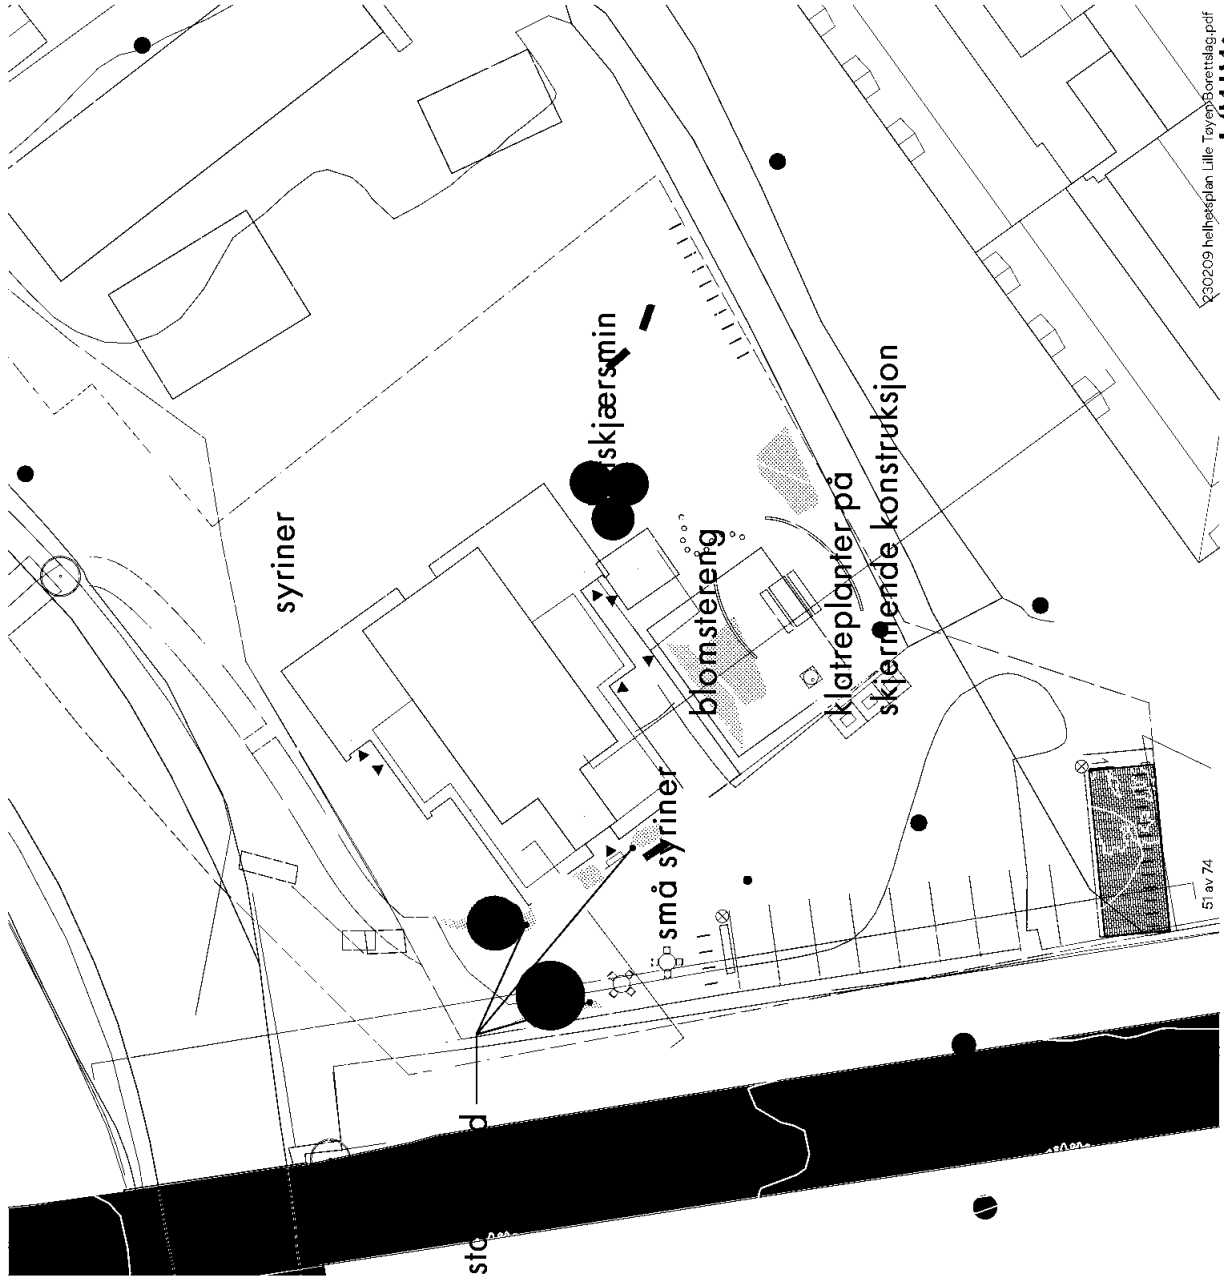 syriner
skjærsmin
blomstereng
klatreplanter på
skjermende konstruksjon
små syriner
230209 helhetsplan Lille Tøyen Borettslag.pdf
51 av 74